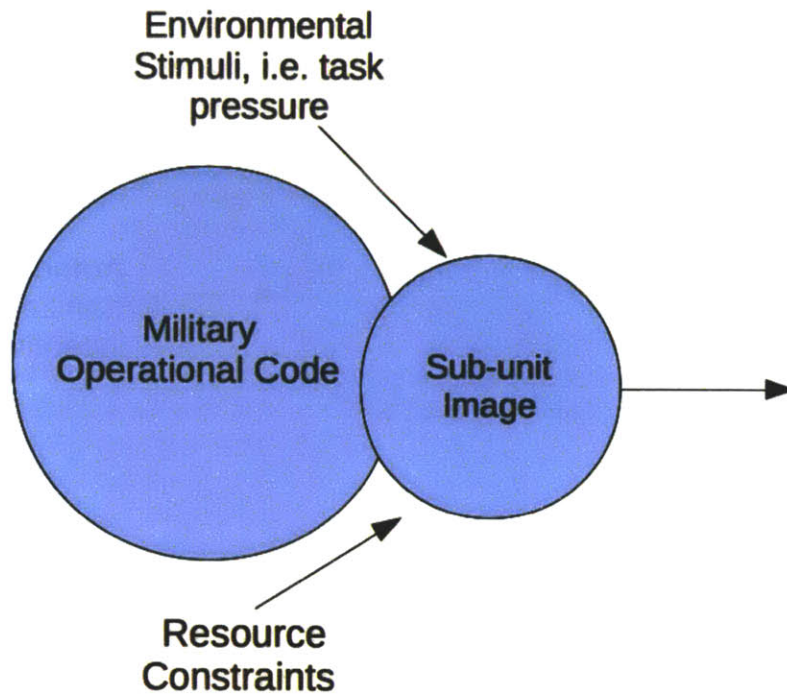 Environmental
Stimuli, i.e. task
pressure
Military
Operational Code
Sub-unit
Image
Resource
Constraints